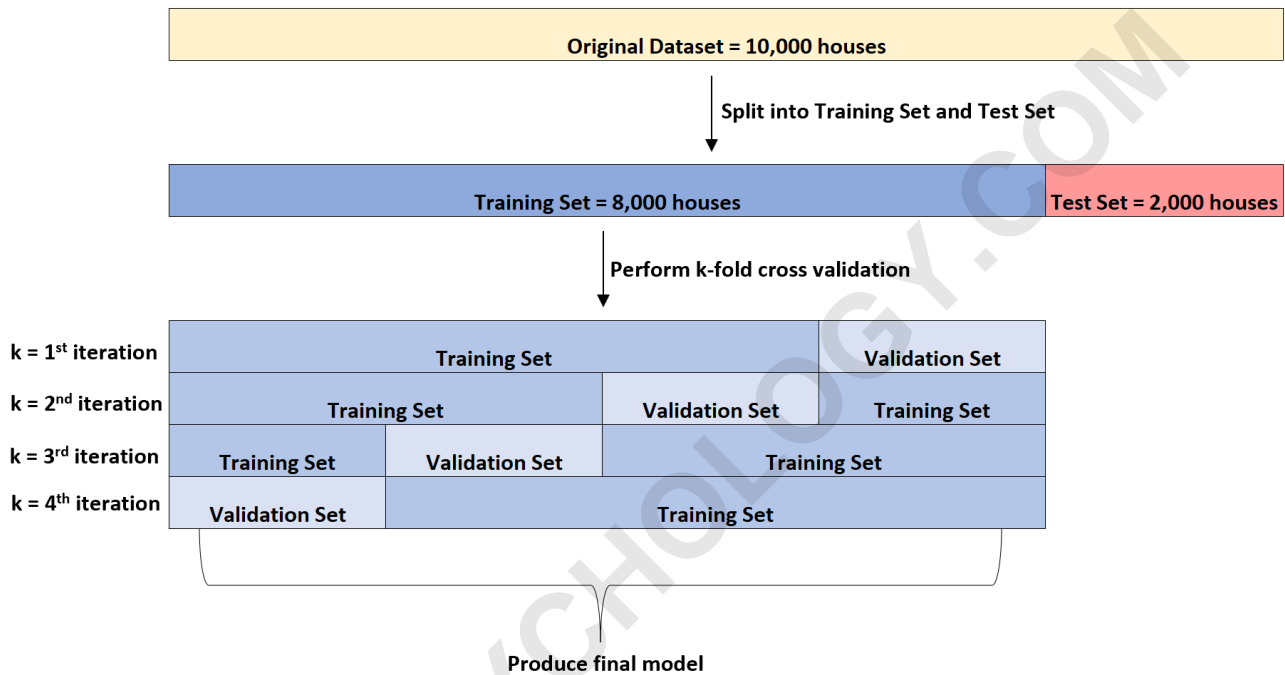 Original Dataset = 10,000 houses
Split into Training Set and Test Set
Training Set = 8,000 houses
Test Set = 2,000 houses
Perform k-fold cross validation
k = 1st iteration
Training Set
Validation Set
k = 2nd iteration
Training Set
Validation Set
Training Set
k = 3rd iteration
Training Set
Validation Set
Training Set
k = 4th iteration
Validation Set
Training Set
Produce final model
YCHOLOGY.COM